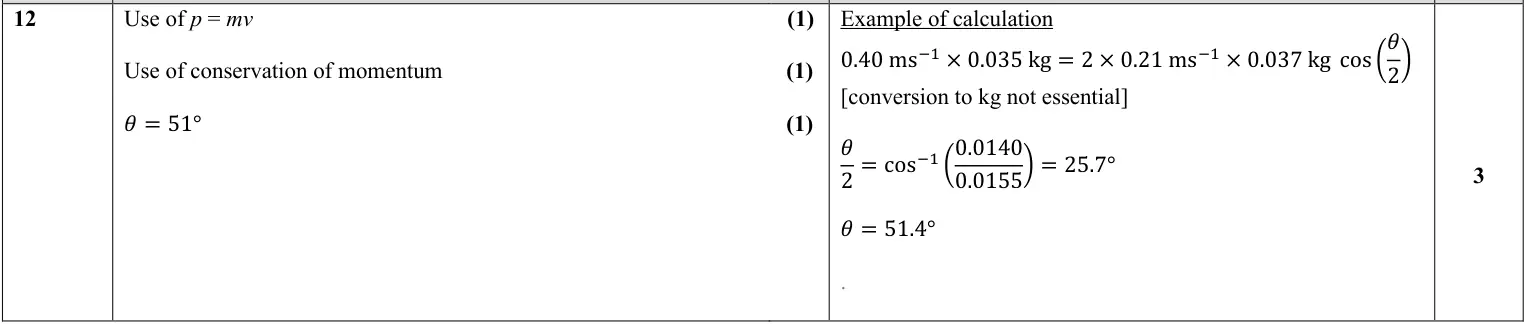 12
Use of p = mv (1)
Use of conservation of momentum (1)
θ = 51° (1)
Example of calculation
0.40 ms⁻¹ × 0.035 kg = 2 × 0.21 ms⁻¹ × 0.037 kg cos(θ/2)
[conversion to kg not essential]
θ/2 = cos⁻¹(0.0140/0.0155) = 25.7°
θ = 51.4°
.
3